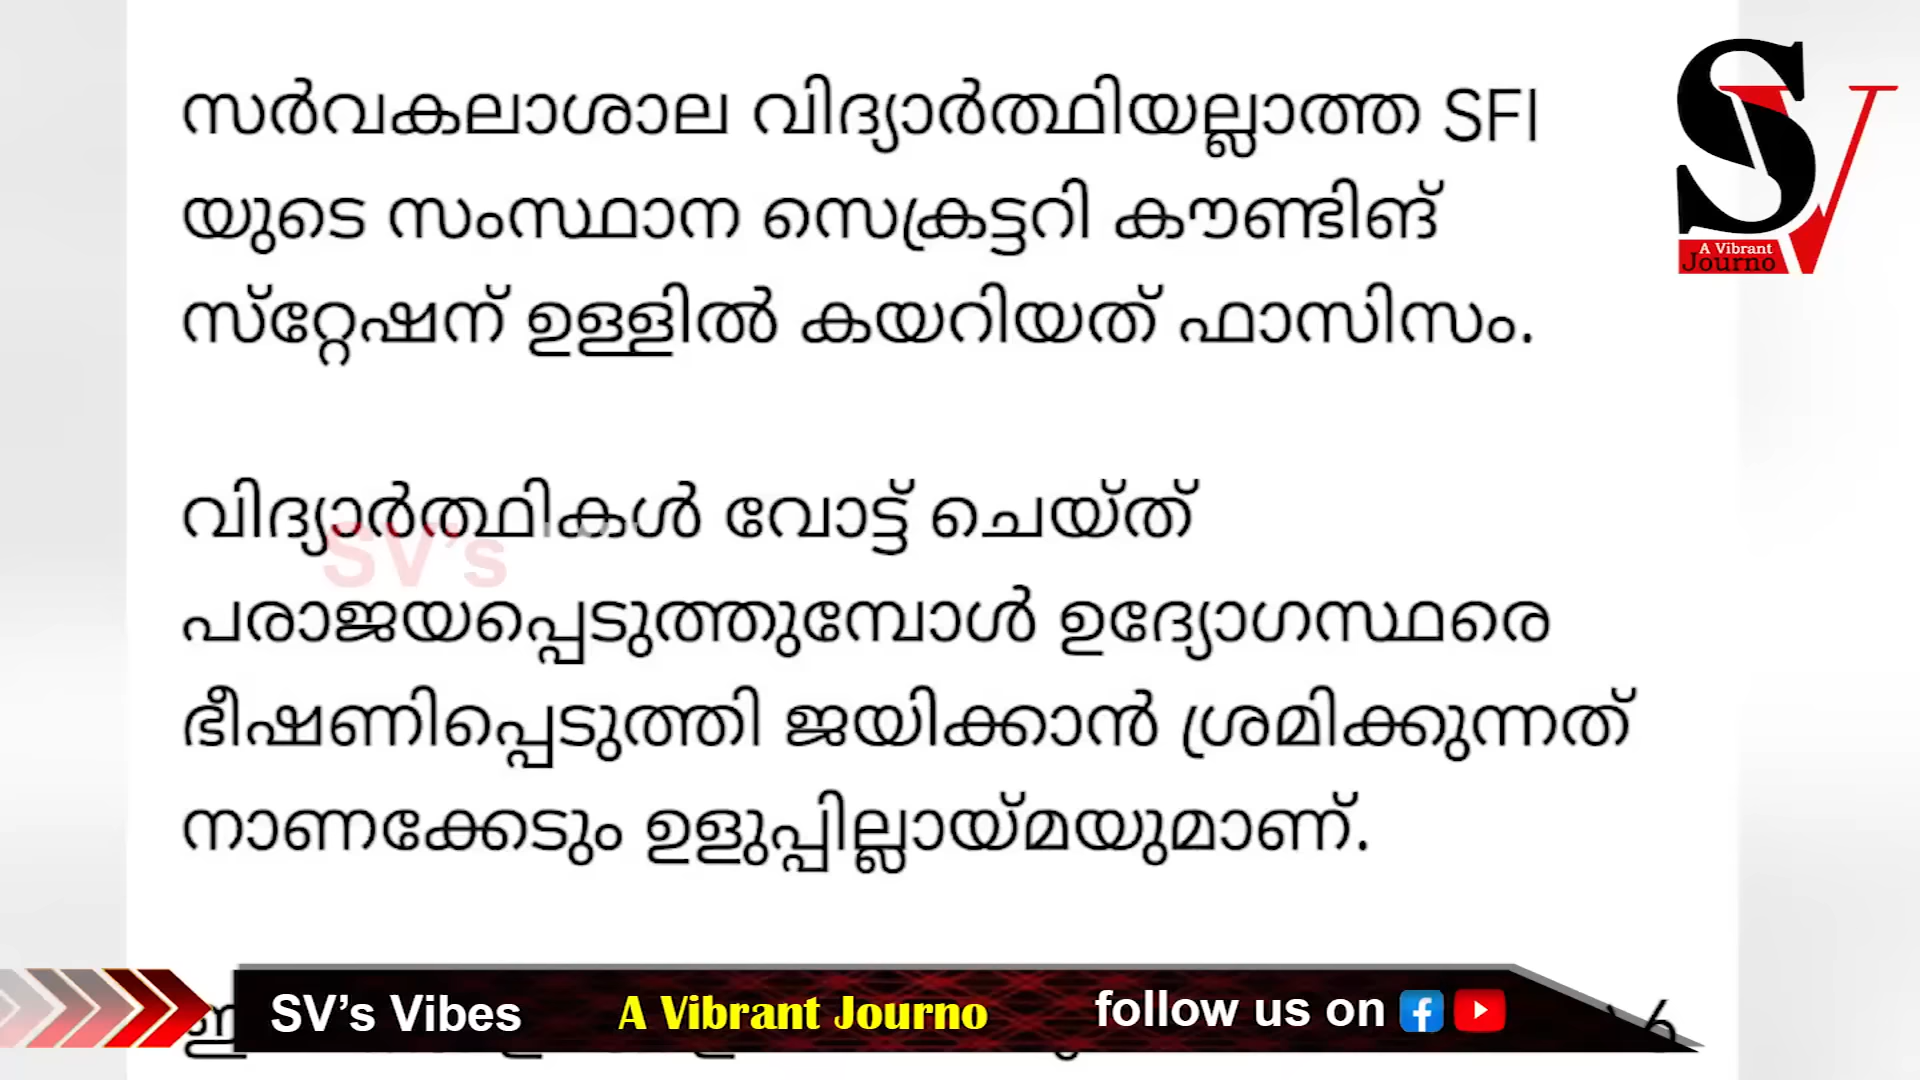 സർവകലാശാല വിദ്യാർത്ഥിയല്ലാത്ത SFI
യുടെ സംസ്ഥാന സെക്രട്ടറി കൗണ്ടിങ്
സ്റ്റേഷന് ഉള്ളിൽ കയറിയത് ഫാസിസം.
വിദ്യാർത്ഥികൾ വോട്ട് ചെയ്ത്
പരാജയപ്പെടുത്തുമ്പോൾ ഉദ്യോഗസ്ഥരെ
ഭീഷണിപ്പെടുത്തി ജയിക്കാൻ ശ്രമിക്കുന്നത്
നാണക്കേടും ഉളുപ്പില്ലായ്മയുമാണ്.
SV
A Vibrant
Journo
SV's
SV’s Vibes A Vibrant Journo follow us on